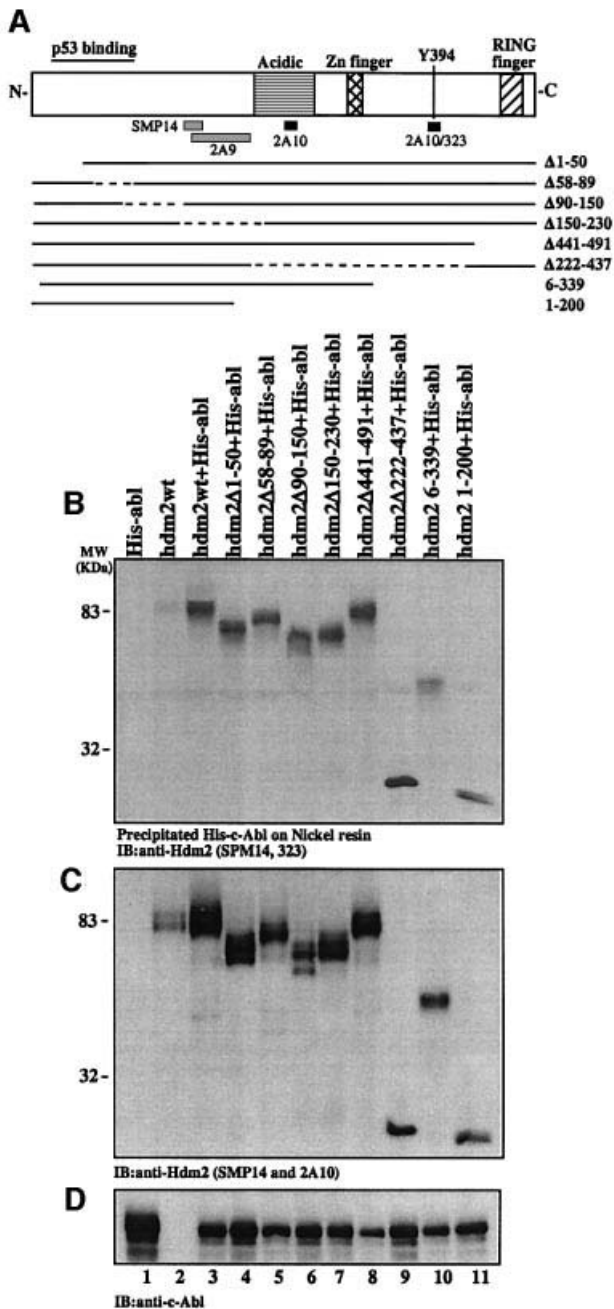 A
p53 binding
Acidic
Zn finger
Y394
RING
finger
N-
-C
SMP14
2A9
2A10
2A10/323
Δ1-50
Δ58-89
Δ90-150
Δ150-230
Δ441-491
Δ222-437
6-339
1-200
His-abl
hdm2wt
hdm2wt+His-abl
hdm2Δ1-50+His-abl
hdm2Δ58-89+His-abl
hdm2Δ90-150+His-abl
hdm2Δ150-230+His-abl
hdm2Δ441-491+His-abl
hdm2Δ222-437+His-abl
hdm2 6-339+His-abl
hdm2 1-200+His-abl
B
MW
(KDa)
83 -
32 -
Precipitated His-c-Abl on Nickel resin
IB:anti-Hdm2 (SPM14, 323)
C
83 -
32 -
IB:anti-Hdm2 (SMP14 and 2A10)
D
1 2 3 4 5 6 7 8 9 10 11
IB:anti-c-Abl